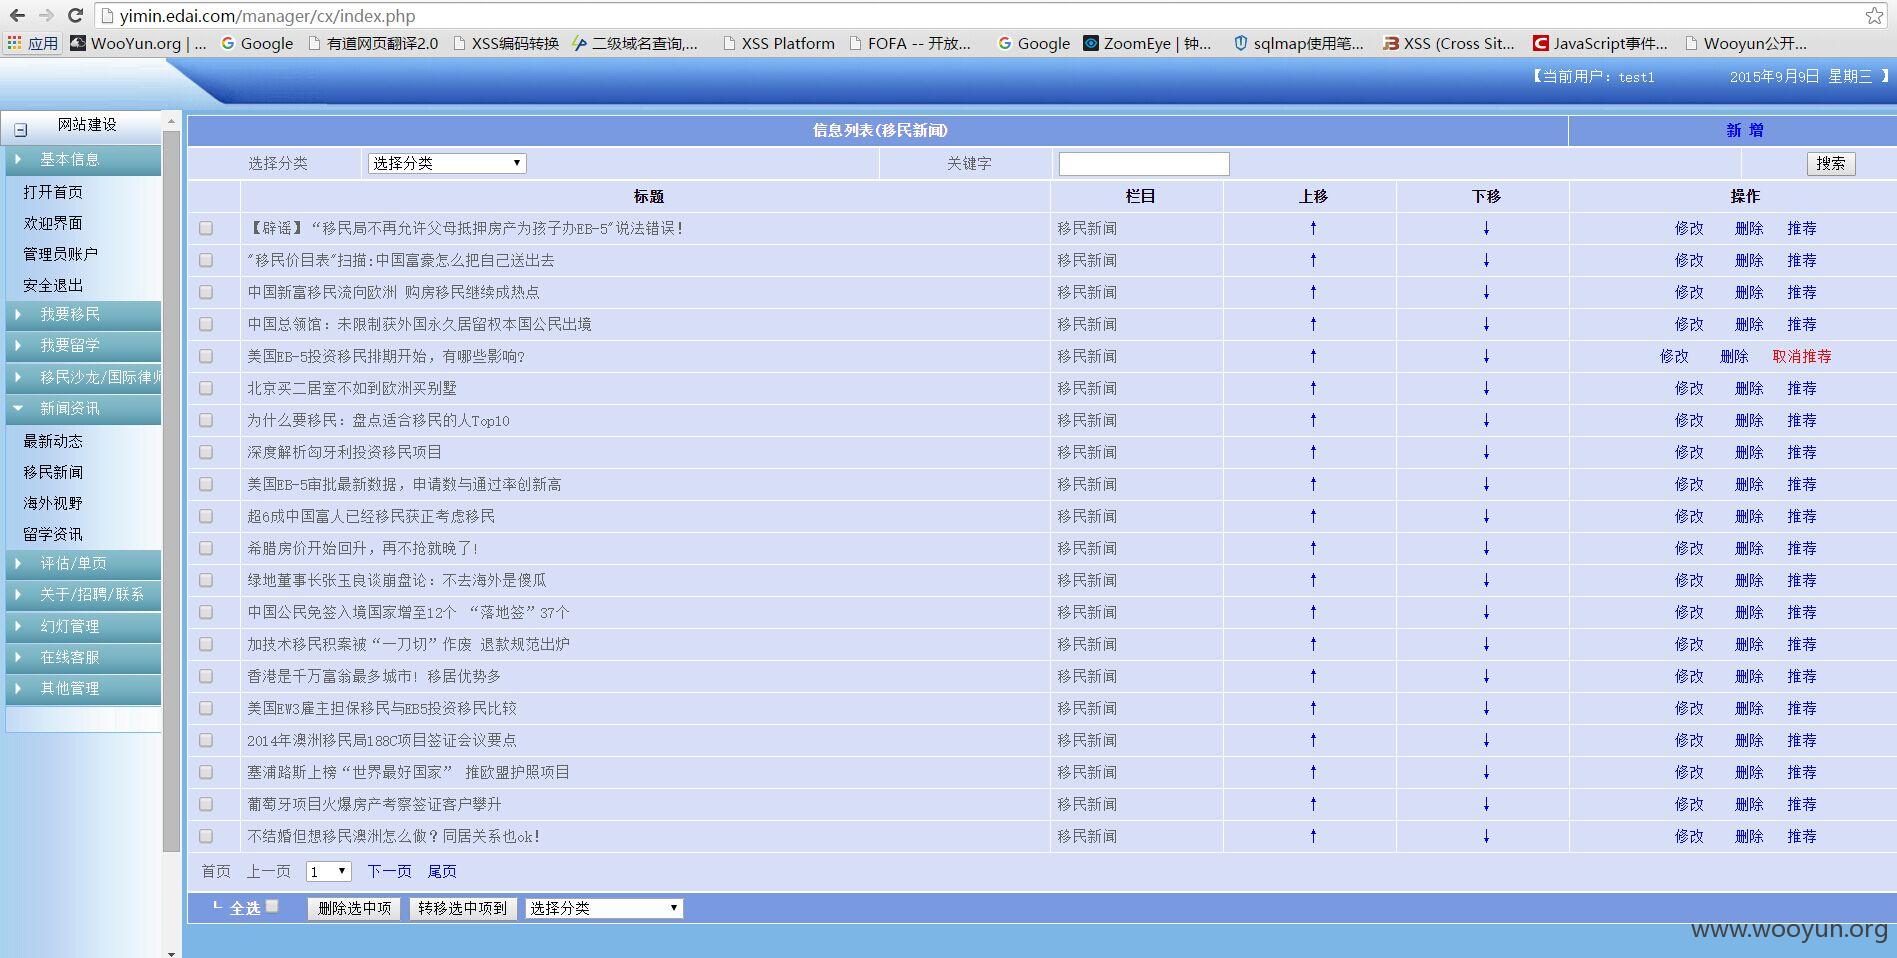 yimin.edai.com/manager/cx/index.php
应用 WooYun.org | ... Google 有道网页翻译2.0 XSS编码转换 二级域名查询,... XSS Platform FOFA -- 开放... Google ZoomEye | 钟... sqlmap使用笔... XSS (Cross Sit... JavaScript事件... Wooyun公开...
【当前用户：test1 2015年9月9日 星期三 】
网站建设
基本信息
打开首页
欢迎界面
管理员账户
安全退出
我要移民
我要留学
移民沙龙/国际律师
新闻资讯
最新动态
移民新闻
海外视野
留学资讯
评估/单页
关于/招聘/联系
幻灯管理
在线客服
其他管理
信息列表(移民新闻) 新 增
选择分类 选择分类 关键字 搜索
标题 栏目 上移 下移 操作
【辟谣】“移民局不再允许父母抵押房产为孩子办EB-5"说法错误！ 移民新闻 ↑ ↓ 修改 删除 推荐
"移民价目表"扫描:中国富豪怎么把自己送出去 移民新闻 ↑ ↓ 修改 删除 推荐
中国新富移民流向欧洲 购房移民继续成热点 移民新闻 ↑ ↓ 修改 删除 推荐
中国总领馆：未限制获外国永久居留权本国公民出境 移民新闻 ↑ ↓ 修改 删除 推荐
美国EB-5投资移民排期开始，有哪些影响? 移民新闻 ↑ ↓ 修改 删除 取消推荐
北京买二居室不如到欧洲买别墅 移民新闻 ↑ ↓ 修改 删除 推荐
为什么要移民：盘点适合移民的人Top10 移民新闻 ↑ ↓ 修改 删除 推荐
深度解析匈牙利投资移民项目 移民新闻 ↑ ↓ 修改 删除 推荐
美国EB-5审批最新数据，申请数与通过率创新高 移民新闻 ↑ ↓ 修改 删除 推荐
超6成中国富人已经移民获正考虑移民 移民新闻 ↑ ↓ 修改 删除 推荐
希腊房价开始回升，再不抢就晚了! 移民新闻 ↑ ↓ 修改 删除 推荐
绿地董事长张玉良谈崩盘论：不去海外是傻瓜 移民新闻 ↑ ↓ 修改 删除 推荐
中国公民免签入境国家增至12个 “落地签”37个 移民新闻 ↑ ↓ 修改 删除 推荐
加技术移民积案被“一刀切”作废 退款规范出炉 移民新闻 ↑ ↓ 修改 删除 推荐
香港是千万富翁最多城市! 移居优势多 移民新闻 ↑ ↓ 修改 删除 推荐
美国EW3雇主担保移民与EB5投资移民比较 移民新闻 ↑ ↓ 修改 删除 推荐
2014年澳洲移民局188C项目签证会议要点 移民新闻 ↑ ↓ 修改 删除 推荐
塞浦路斯上榜“世界最好国家” 推欧盟护照项目 移民新闻 ↑ ↓ 修改 删除 推荐
葡萄牙项目火爆房产考察签证客户攀升 移民新闻 ↑ ↓ 修改 删除 推荐
不结婚但想移民澳洲怎么做？同居关系也ok! 移民新闻 ↑ ↓ 修改 删除 推荐
首页 上一页 1 下一页 尾页
┗ 全选 删除选中项 转移选中项到 选择分类
www.wooyun.org